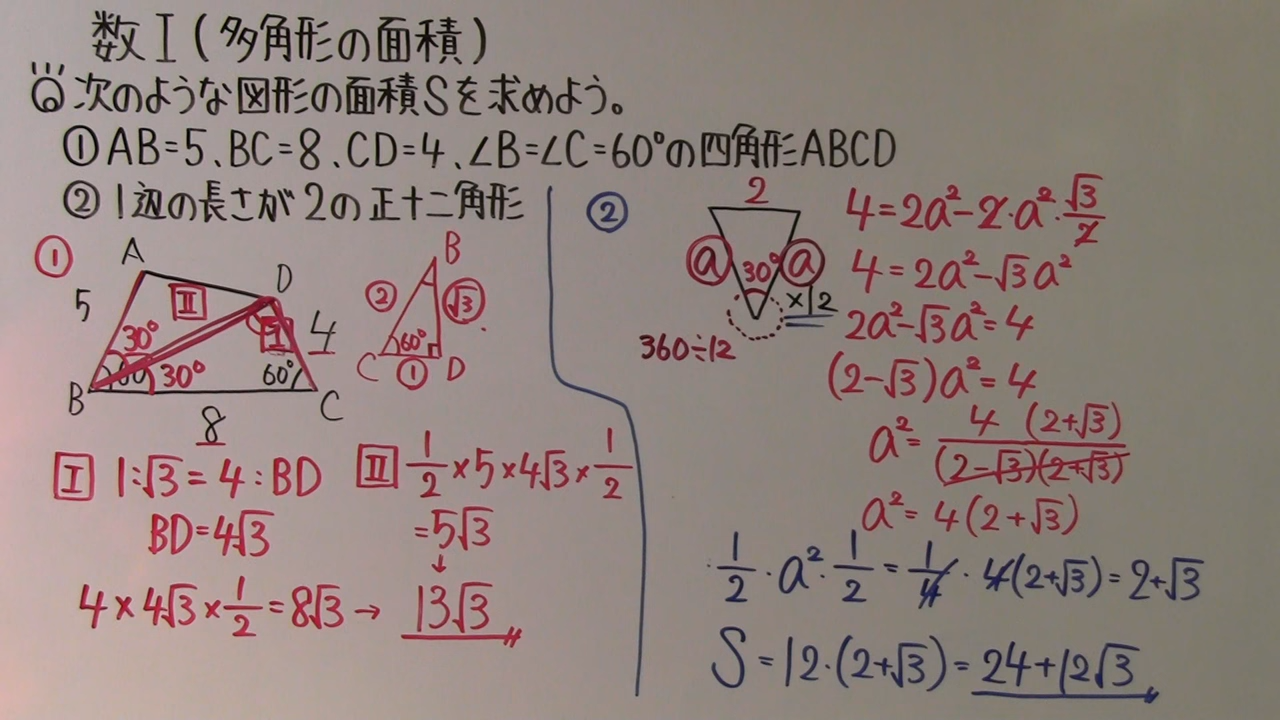 数I(多角形の面積)
Q 次のような図形の面積Sを求めよう。
① AB=5、BC=8、CD=4、∠B=∠C=60°の四角形ABCD
② 1辺の長さが2の正十二角形
①
A
D
5
II
30°
I
4
60
30°
60°
B
C
8
B
②
√3
60°
C
①
D
I 1:√3=4:BD
BD=4√3
4×4√3×1/2=8√3→
II 1/2×5×4√3×1/2
=5√3
↓
13√3
②
2
a
30°
a
×12
360÷12
4=2a²-2・a²・√3/2
4=2a²-√3a²
2a²-√3a²=4
(2-√3)a²=4
a²=4(2+√3)/(2-√3)(2+√3)
a²=4(2+√3)
1/2・a²・1/2=1/4・4(2+√3)=2+√3
S=12・(2+√3)=24+12√3